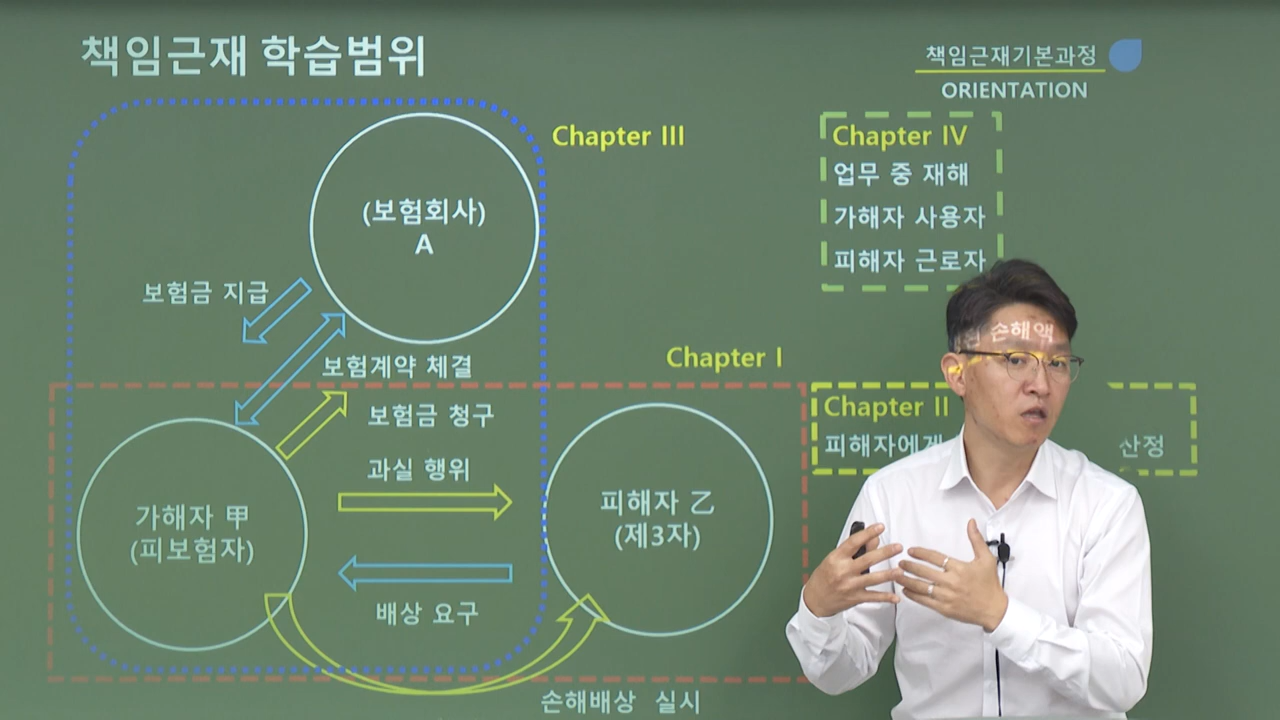 책임근재 학습범위
책임근재기본과정
ORIENTATION
Chapter III
Chapter IV
업무 중 재해
가해자 사용자
피해자 근로자
(보험회사)
A
보험금 지급
보험계약 체결
보험금 청구
Chapter I
Chapter II
피해자에게
손해액
산정
과실 행위
가해자 甲
(피보험자)
피해자 乙
(제3자)
배상 요구
손해배상 실시